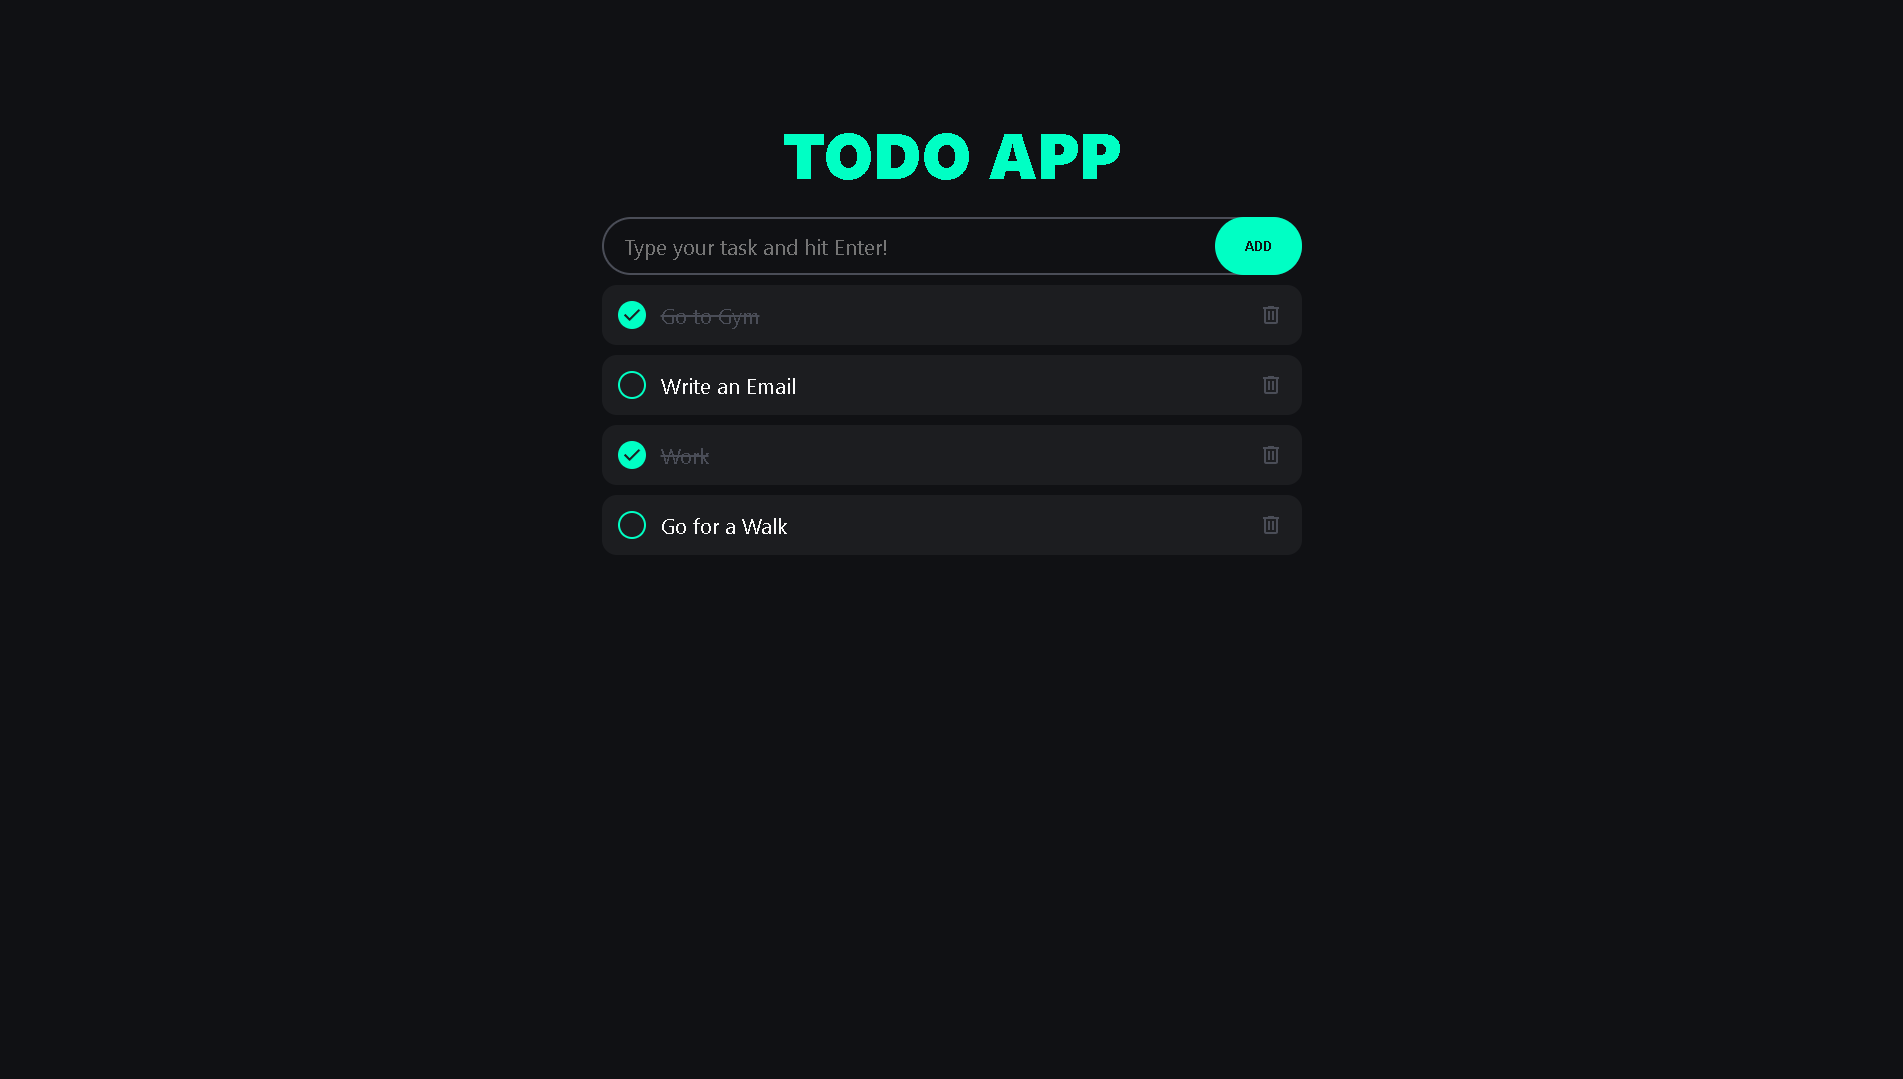 TODO APP
Type your task and hit Enter!
ADD
Go to Gym
Write an Email
Work
Go for a Walk